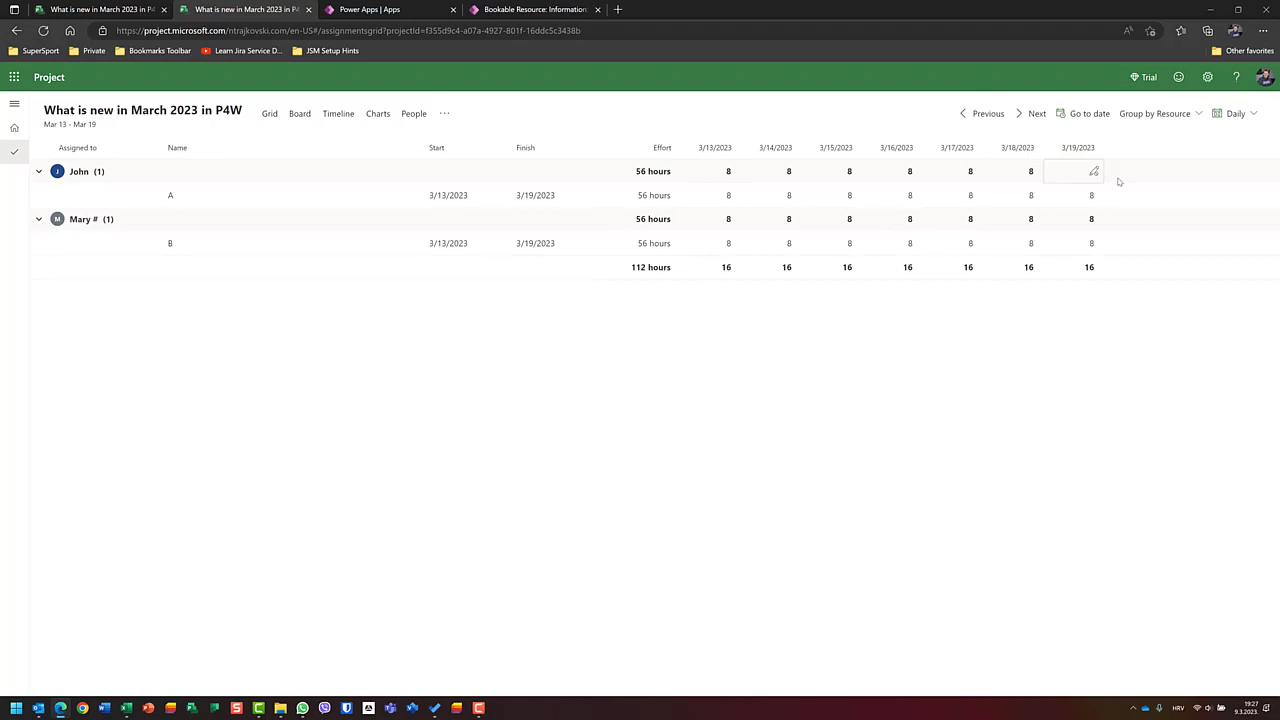 What is new in March 2023 in P4W
What is new in March 2023 in P4
Power Apps | Apps
Bookable Resource: Information
https://project.microsoft.com/ntrajkovski.com/en-US#/assignmentsgrid?projectId=f355d9c4-a07a-4927-801f-16ddc5c3438b
SuperSport
Private
Bookmarks Toolbar
Learn Jira Service D...
JSM Setup Hints
Other favorites
Project
Trial
What is new in March 2023 in P4W
Grid Board Timeline Charts People ...
Previous Next Go to date Group by Resource Daily
Mar 13 - Mar 19
Assigned to Name Start Finish Effort 3/13/2023 3/14/2023 3/15/2023 3/16/2023 3/17/2023 3/18/2023 3/19/2023
J John (1) 56 hours 8 8 8 8 8 8
A 3/13/2023 3/19/2023 56 hours 8 8 8 8 8 8 8
M Mary # (1) 56 hours 8 8 8 8 8 8 8
B 3/13/2023 3/19/2023 56 hours 8 8 8 8 8 8 8
112 hours 16 16 16 16 16 16 16
HRV
19:27
9.3.2023.